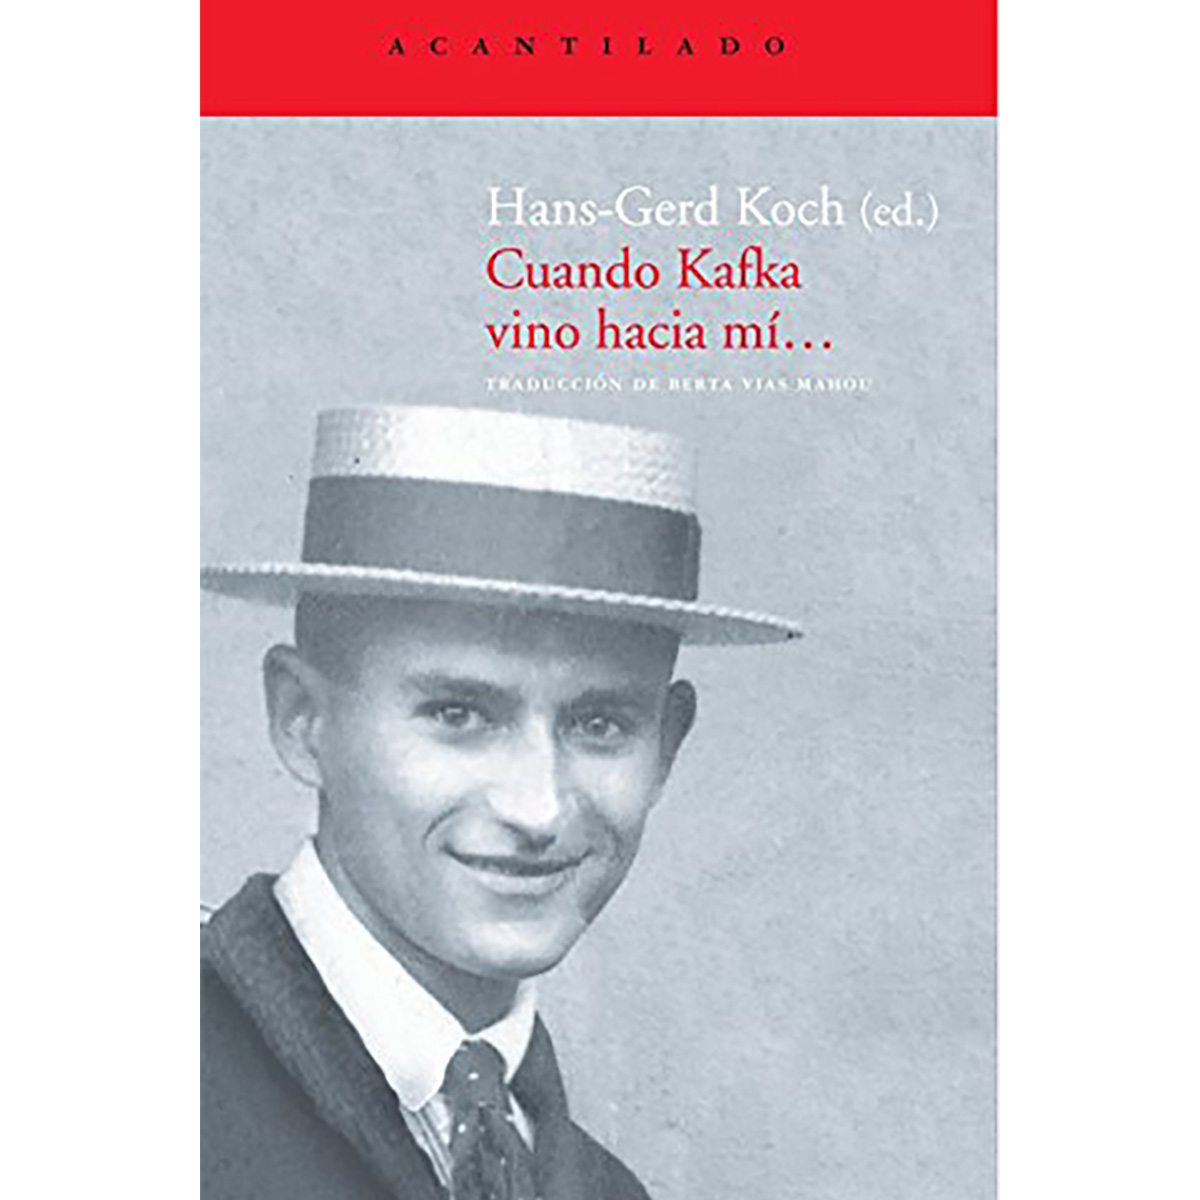 ACANTILADO
Hans-Gerd Koch (ed.)
Cuando Kafka
vino hacia mí…
TRADUCCIÓN DE BERTA VIAS MAHOU